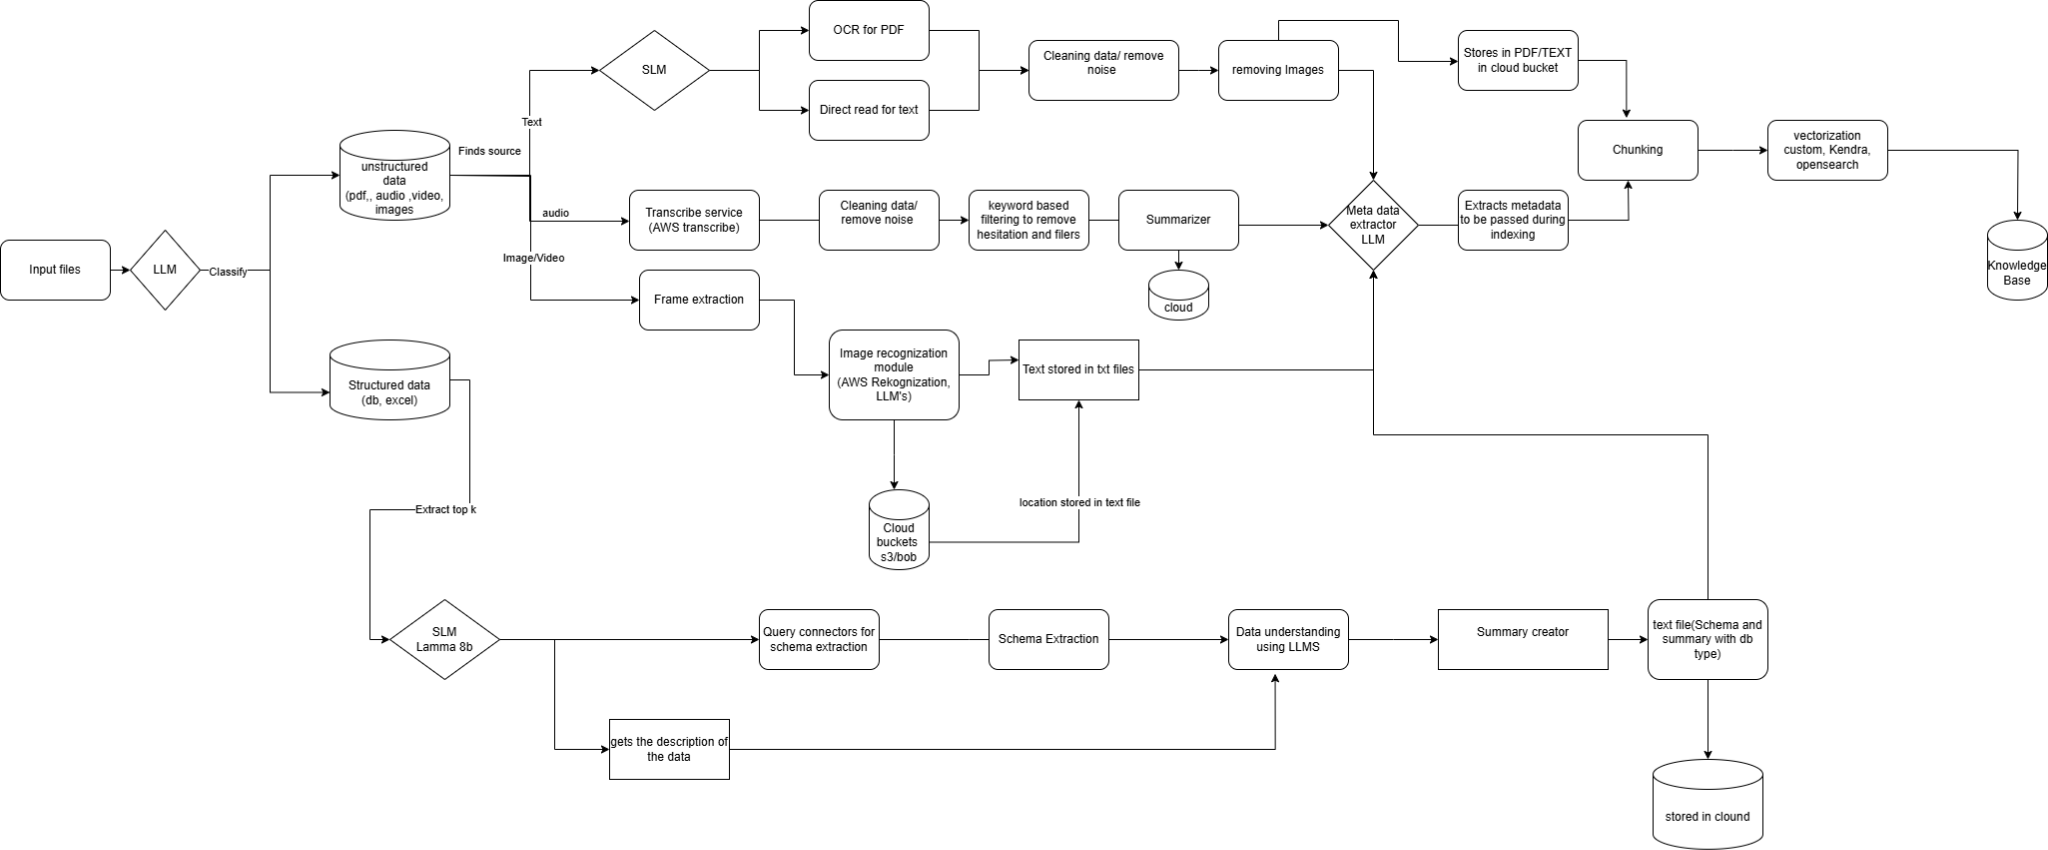 Input files
LLM
Classify
unstructured
data
(pdf,, audio ,video,
images
Structured data
(db, excel)
Finds source
Text
audio
Image/Video
SLM
OCR for PDF
Direct read for text
Cleaning data/ remove
noise
removing Images
Stores in PDF/TEXT
in cloud bucket
Chunking
vectorization
custom, Kendra,
opensearch
Knowledge
Base
Transcribe service
(AWS transcribe)
Cleaning data/
remove noise
keyword based
filtering to remove
hesitation and filers
Summarizer
cloud
Meta data
extractor
LLM
Extracts metadata
to be passed during
indexing
Frame extraction
Image recognization
module
(AWS Rekognization,
LLM's)
Text stored in txt files
Cloud
buckets
s3/bob
location stored in text file
Extract top k
SLM
Lamma 8b
Query connectors for
schema extraction
Schema Extraction
Data understanding
using LLMS
Summary creator
text file(Schema and
summary with db
type)
gets the description of
the data
stored in clound